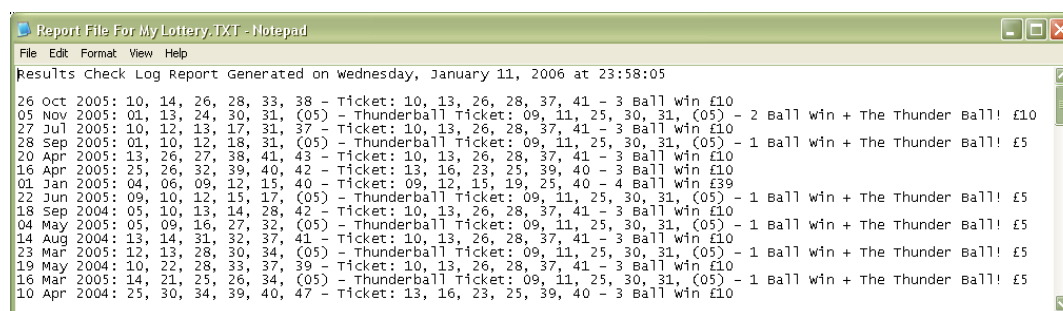 Report File For My Lottery.TXT - Notepad
File Edit Format View Help
Results Check Log Report Generated on Wednesday, January 11, 2006 at 23:58:05
26 Oct 2005: 10, 14, 26, 28, 33, 38 - Ticket: 10, 13, 26, 28, 37, 41 - 3 Ball Win £10
05 Nov 2005: 01, 13, 24, 30, 31, (05) - Thunderball Ticket: 09, 11, 25, 30, 31, (05) - 2 Ball Win + The Thunder Ball! £10
27 Jul 2005: 10, 12, 13, 17, 31, 37 - Ticket: 10, 13, 26, 28, 37, 41 - 3 Ball Win £10
28 Sep 2005: 01, 10, 12, 18, 31, (05) - Thunderball Ticket: 09, 11, 25, 30, 31, (05) - 1 Ball Win + The Thunder Ball! £5
20 Apr 2005: 13, 26, 27, 38, 41, 43 - Ticket: 10, 13, 26, 28, 37, 41 - 3 Ball Win £10
16 Apr 2005: 25, 26, 32, 39, 40, 42 - Ticket: 13, 16, 23, 25, 39, 40 - 3 Ball Win £10
01 Jan 2005: 04, 06, 09, 12, 15, 40 - Ticket: 09, 12, 15, 19, 25, 40 - 4 Ball Win £39
22 Jun 2005: 09, 10, 12, 15, 17, (05) - Thunderball Ticket: 09, 11, 25, 30, 31, (05) - 1 Ball Win + The Thunder Ball! £5
18 Sep 2004: 05, 10, 13, 14, 28, 42 - Ticket: 10, 13, 26, 28, 37, 41 - 3 Ball Win £10
04 May 2005: 05, 09, 16, 27, 32, (05) - Thunderball Ticket: 09, 11, 25, 30, 31, (05) - 1 Ball Win + The Thunder Ball! £5
14 Aug 2004: 13, 14, 31, 32, 37, 41 - Ticket: 10, 13, 26, 28, 37, 41 - 3 Ball Win £10
23 Mar 2005: 12, 13, 28, 30, 34, (05) - Thunderball Ticket: 09, 11, 25, 30, 31, (05) - 1 Ball Win + The Thunder Ball! £5
19 May 2004: 10, 22, 28, 33, 37, 39 - Ticket: 10, 13, 26, 28, 37, 41 - 3 Ball Win £10
16 Mar 2005: 14, 21, 25, 26, 34, (05) - Thunderball Ticket: 09, 11, 25, 30, 31, (05) - 1 Ball Win + The Thunder Ball! £5
10 Apr 2004: 25, 30, 34, 39, 40, 47 - Ticket: 13, 16, 23, 25, 39, 40 - 3 Ball Win £10